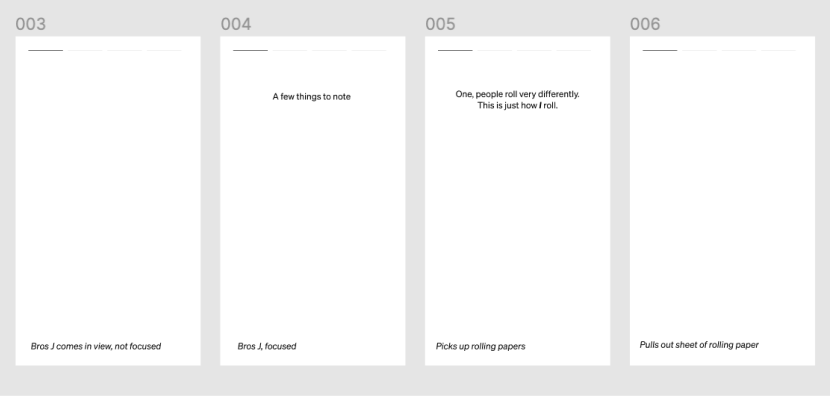 003
004
005
006
A few things to note
One, people roll very differently.
This is just how I roll.
Bros J comes in view, not focused
Bros J, focused
Picks up rolling papers
Pulls out sheet of rolling paper